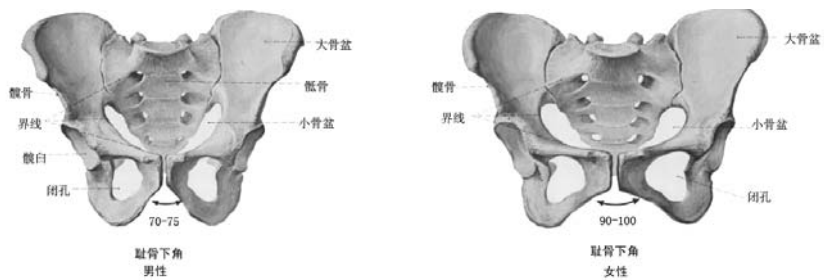 大骨盆
髋骨
骶骨
界线
小骨盆
髋臼
闭孔
70-75
耻骨下角
男性
大骨盆
髋骨
界线
小骨盆
闭孔
90-100
耻骨下角
女性